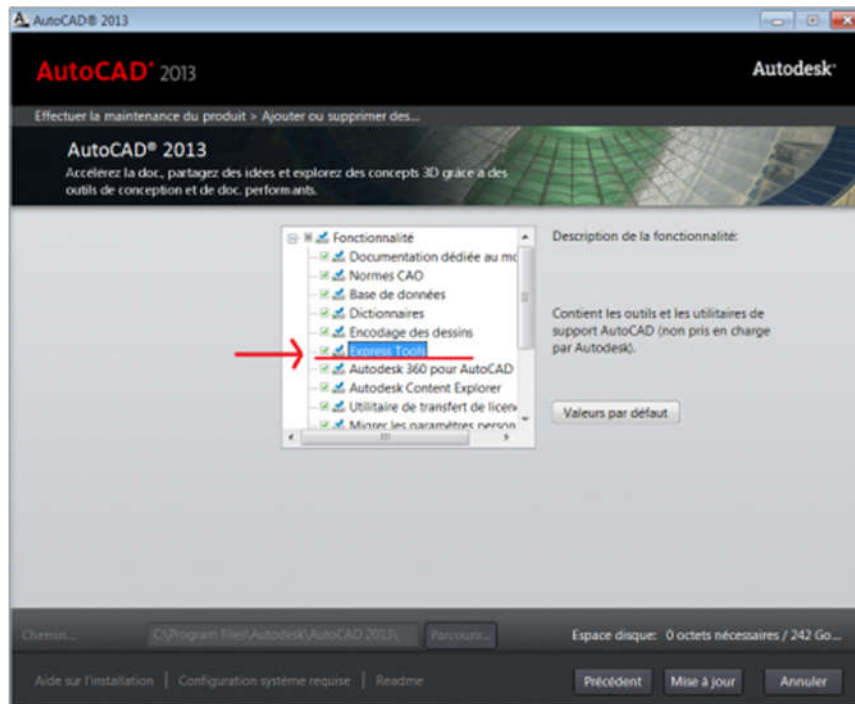 AutoCAD® 2013
AutoCAD® 2013
Autodesk®
Effectuer la maintenance du produit > Ajouter ou supprimer des...
AutoCAD® 2013
Accélérez la doc., partagez des idées et explorez des concepts 3D grâce à des
outils de conception et de doc. performants.
Fonctionnalité
Documentation dédiée au mo
Normes CAO
Base de données
Dictionnaires
Encodage des dessins
Express Tools
Autodesk 360 pour AutoCAD
Autodesk Content Explorer
Utilitaire de transfert de licen
Migrer les paramètres person
Description de la fonctionnalité:
Contient les outils et les utilitaires de
support AutoCAD (non pris en charge
par Autodesk).
Valeurs par défaut
Chemin... C:\Program Files\Autodesk\AutoCAD 2013\ Parcourir... Espace disque: 0 octets nécessaires / 242 Go...
Aide sur l'installation | Configuration système requise | Readme Précédent Mise à jour Annuler